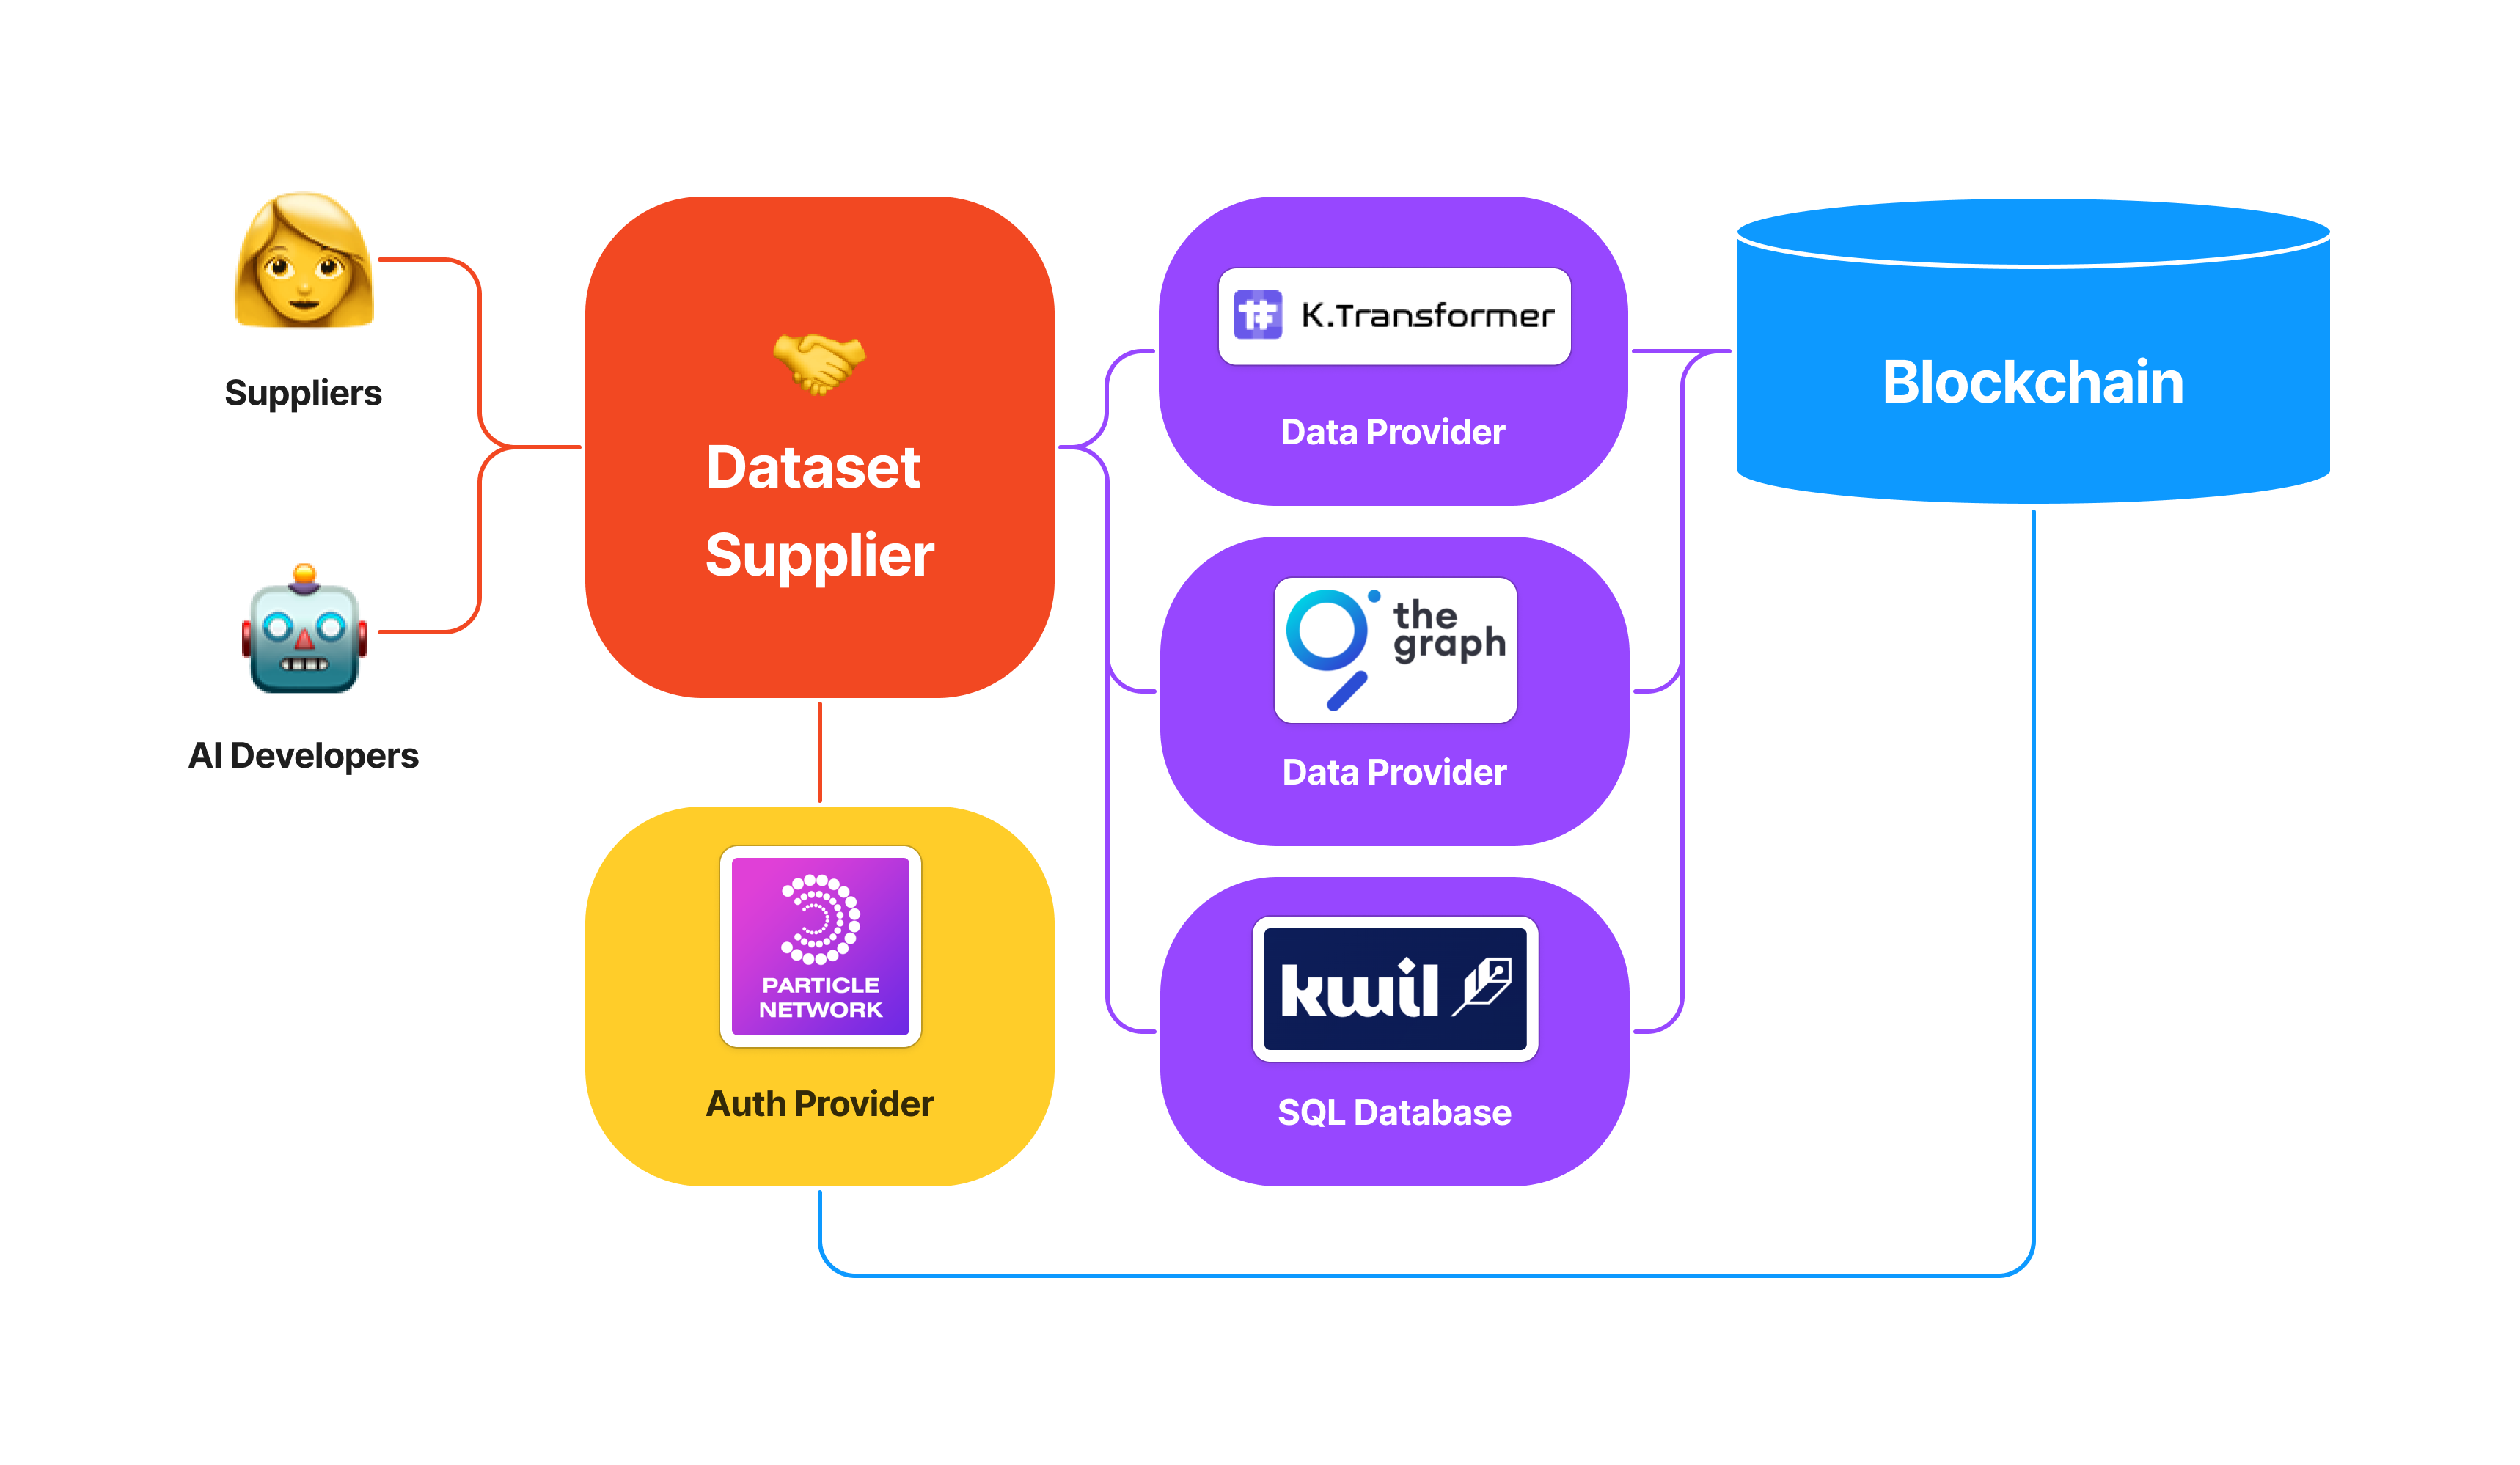 Suppliers
AI Developers
Dataset
Supplier
PARTICLE
NETWORK
Auth Provider
K.Transformer
Data Provider
the
graph
Data Provider
kwil
SQL Database
Blockchain